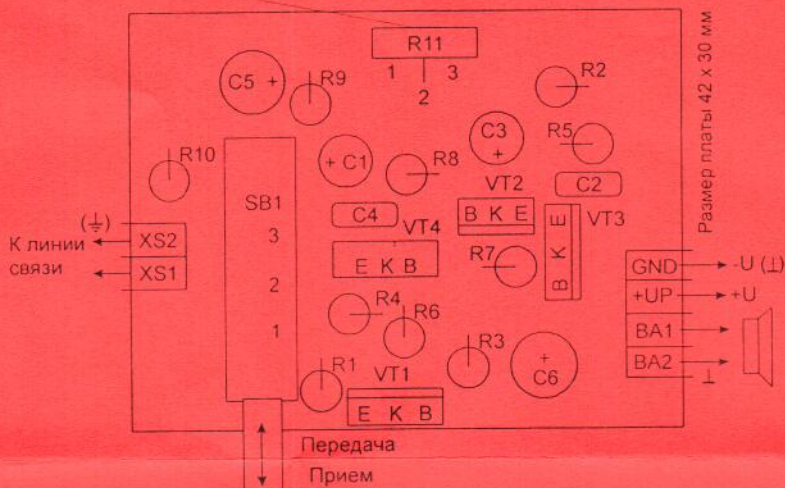 R11
1 3
2
C5 +
R9
R2
C3
+
R5
+ C1
R10
R8
C2
VT2
SB1
C4
B K E
VT3
VT4
B K E
3
E K B
R7
2
R4
R6
1
R3
+
C6
R1
VT1
E K B
(⏚)
XS2
XS1
К линии
связи
GND
-U (⊥)
+UP
+U
BA1
BA2
⊥
Размер платы 42 x 30 мм
Передача
Прием